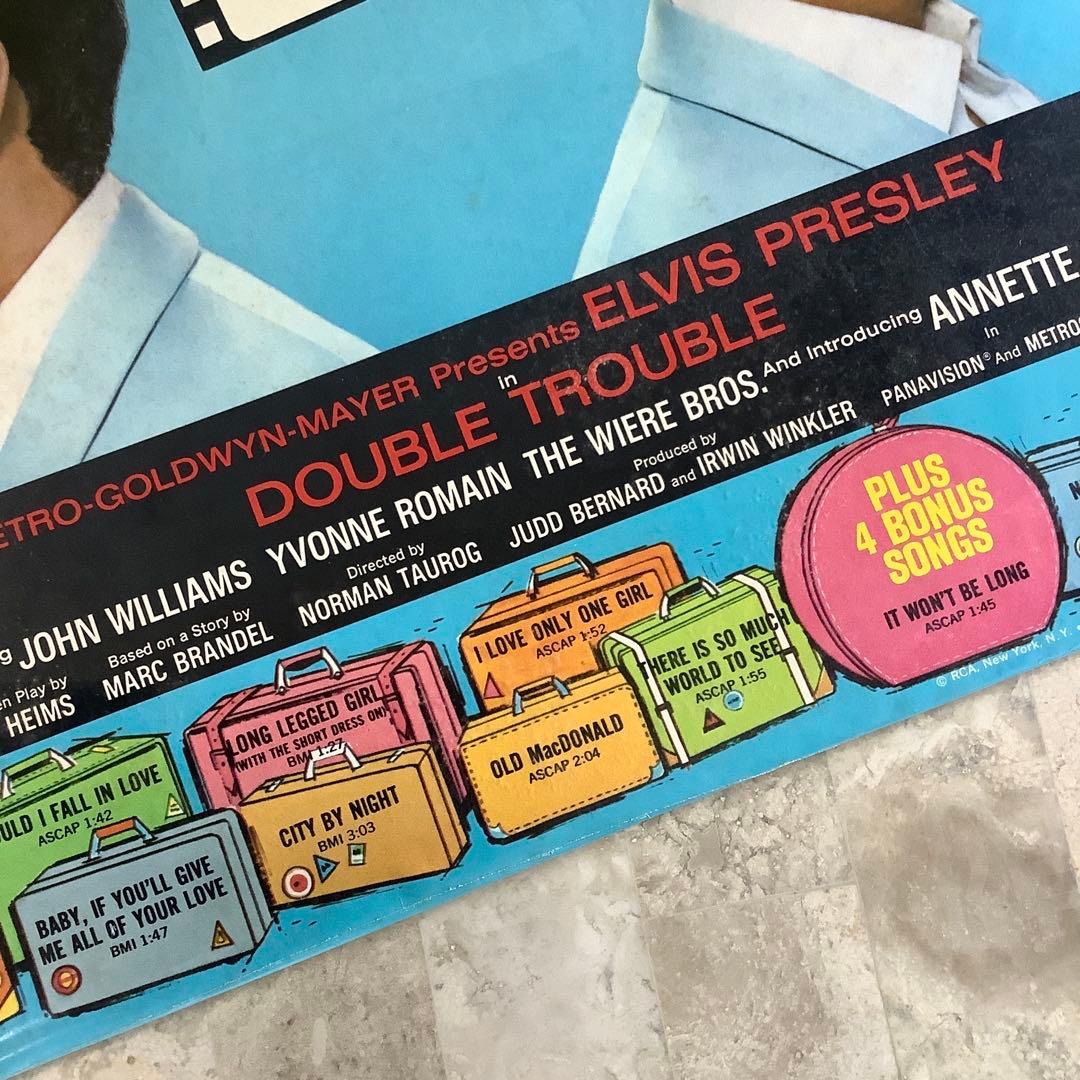 ETRO-GOLDWYN-MAYER Presents ELVIS PRESLEY
in
DOUBLE TROUBLE
JOHN WILLIAMS YVONNE ROMAIN THE WIERE BROS. And Introducing ANNETTE
en Play by
HEIMS
Based on a Story by
MARC BRANDEL
Directed by
NORMAN TAUROG
Produced by
JUDD BERNARD and IRWIN WINKLER
In
PANAVISION® And METROC
ULD I FALL IN LOVE
ASCAP 1:42
BABY, IF YOU'LL GIVE
ME ALL OF YOUR LOVE
BMI 1:47
LONG LEGGED GIRL
(WITH THE SHORT DRESS ON)
BMI
CITY BY NIGHT
BMI 3:03
I LOVE ONLY ONE GIRL
ASCAP 1:52
OLD MacDONALD
ASCAP 2:04
HERE IS SO MUCH
WORLD TO SEE
ASCAP 1:55
PLUS
4 BONUS
SONGS
IT WON'T BE LONG
ASCAP 1:45
© RCA, New York, N.Y.